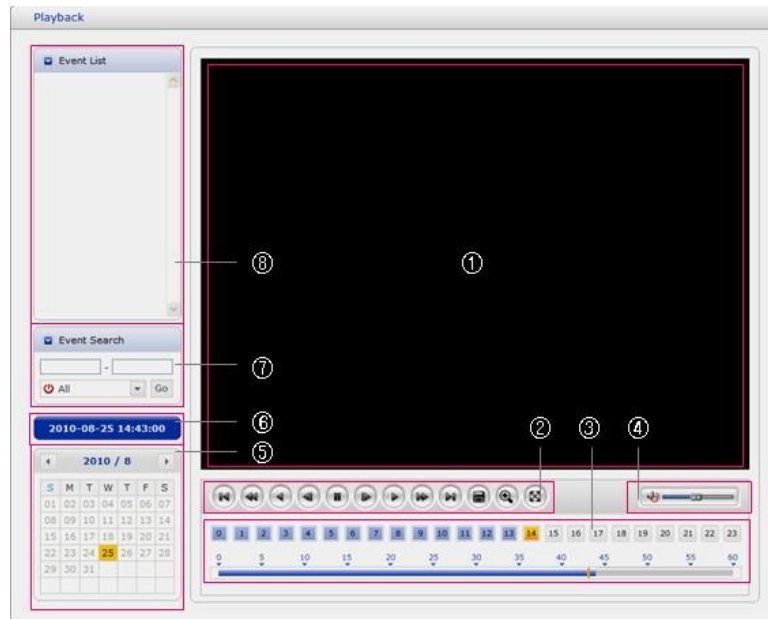 Playback
Event List
⑧
①
Event Search
-
All
Go
⑦
2010-08-25 14:43:00
⑥
②
③
④
⑤
2010 / 8
S M T W T F S
01 02 03 04 05 06 07
08 09 10 11 12 13 14
15 16 17 18 19 20 21
22 23 24 25 26 27 28
29 30 31
0 1 2 3 4 5 6 7 8 9 10 11 12 13 14 15 16 17 18 19 20 21 22 23
0 5 10 15 20 25 30 35 40 45 50 55 60